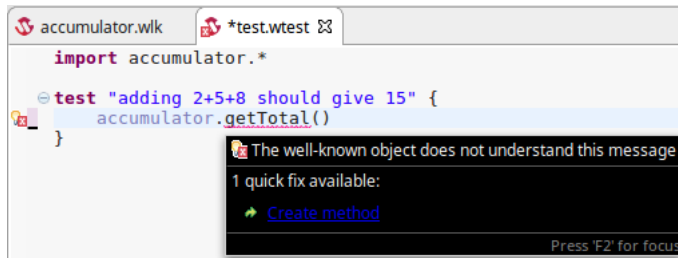 accumulator.wlk *test.wtest
import accumulator.*
test "adding 2+5+8 should give 15" {
accumulator.getTotal()
}
The well-known object does not understand this message
1 quick fix available:
Create method
Press 'F2' for focus